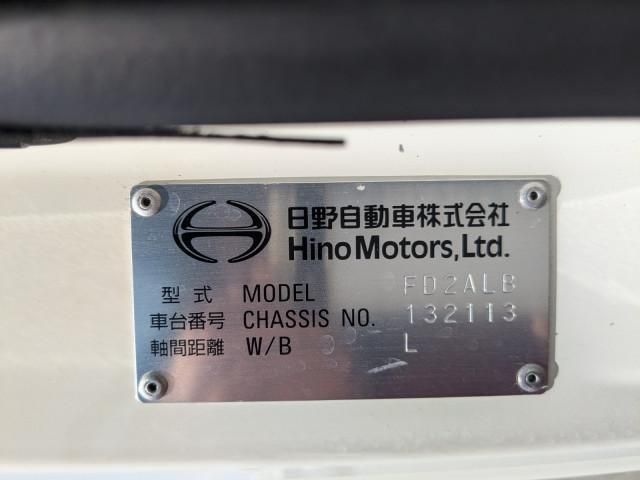 日野自動車株式会社
Hino Motors, Ltd.
型式 MODEL FD2ALB
車台番号 CHASSIS NO. 132113
軸間距離 W/B L